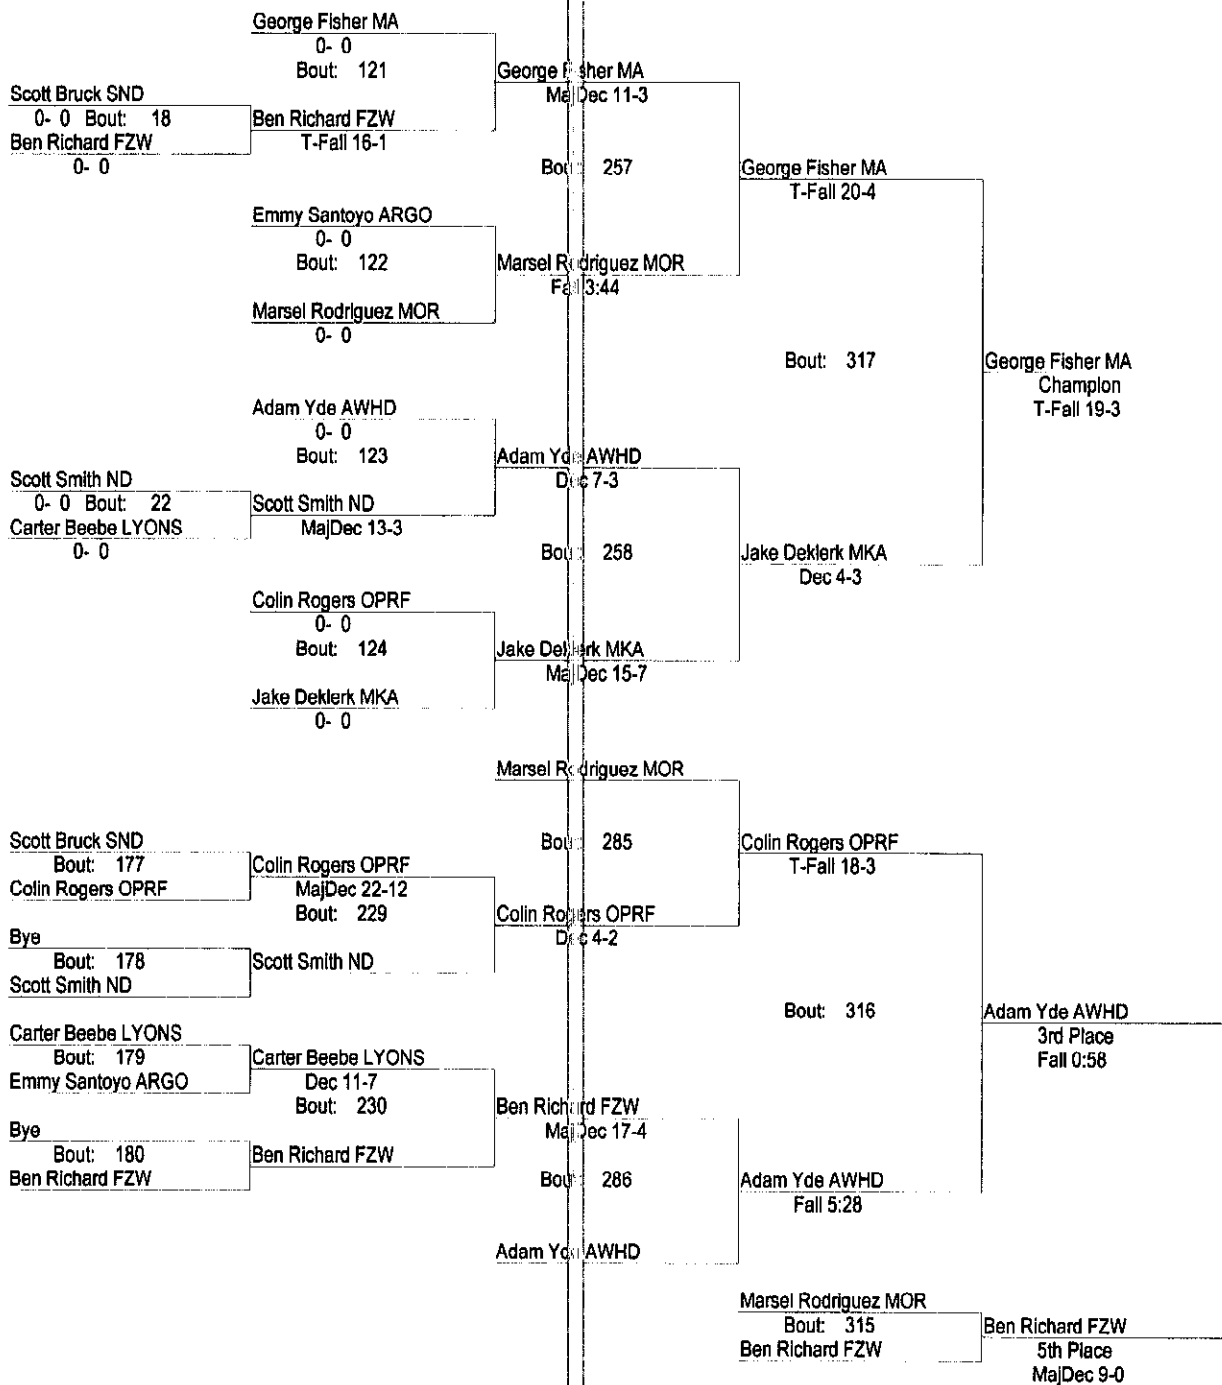 George Fisher MA
0- 0
Bout: 121
Scott Bruck SND
0- 0 Bout: 18
Ben Richard FZW
0- 0
Ben Richard FZW
T-Fall 16-1
George Fisher MA
MajDec 11-3
Bout: 257
Emmy Santoyo ARGO
0- 0
Bout: 122
Marsel Rodriguez MOR
0- 0
Marsel Rodriguez MOR
Fall 3:44
George Fisher MA
T-Fall 20-4
Bout: 317
George Fisher MA
Champion
T-Fall 19-3
Adam Yde AWHD
0- 0
Bout: 123
Scott Smith ND
0- 0 Bout: 22
Carter Beebe LYONS
0- 0
Scott Smith ND
MajDec 13-3
Adam Yde AWHD
Dec 7-3
Bout: 258
Jake Deklerk MKA
Dec 4-3
Colin Rogers OPRF
0- 0
Bout: 124
Jake Deklerk MKA
0- 0
Jake Deklerk MKA
MajDec 15-7
Marsel Rodriguez MOR
Bout: 285
Scott Bruck SND
Bout: 177
Colin Rogers OPRF
Colin Rogers OPRF
MajDec 22-12
Bout: 229
Bye
Bout: 178
Scott Smith ND
Scott Smith ND
Colin Rogers OPRF
Dec 4-2
Colin Rogers OPRF
T-Fall 18-3
Bout: 316
Adam Yde AWHD
3rd Place
Fall 0:58
Carter Beebe LYONS
Bout: 179
Emmy Santoyo ARGO
Carter Beebe LYONS
Dec 11-7
Bout: 230
Bye
Bout: 180
Ben Richard FZW
Ben Richard FZW
Ben Richard FZW
MajDec 17-4
Bout: 286
Adam Yde AWHD
Adam Yde AWHD
Fall 5:28
Marsel Rodriguez MOR
Bout: 315
Ben Richard FZW
Ben Richard FZW
5th Place
MajDec 9-0